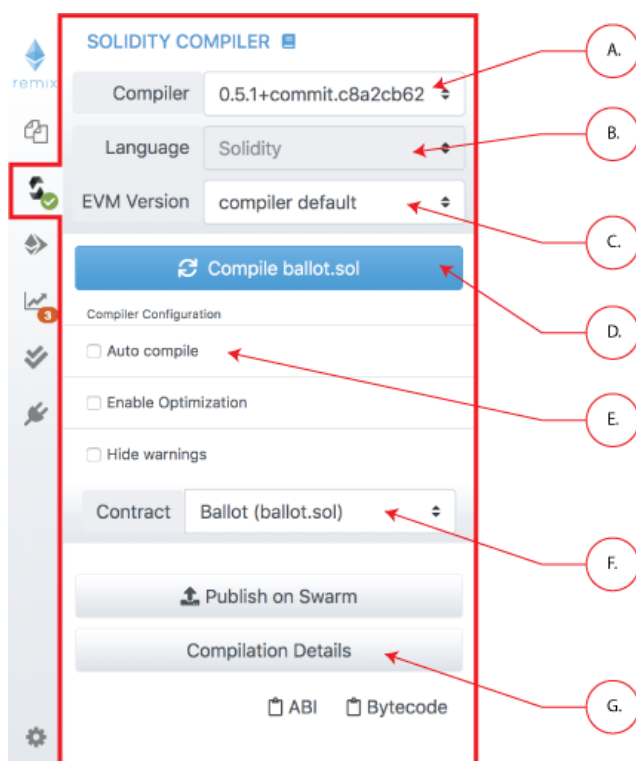 SOLIDITY COMPILER
A.
remix
Compiler 0.5.1+commit.c8a2cb62
B.
Language Solidity
EVM Version compiler default
C.
Compile ballot.sol
D.
Compiler Configuration
3
Auto compile
E.
Enable Optimization
Hide warnings
Contract Ballot (ballot.sol)
F.
Publish on Swarm
Compilation Details
G.
ABI Bytecode